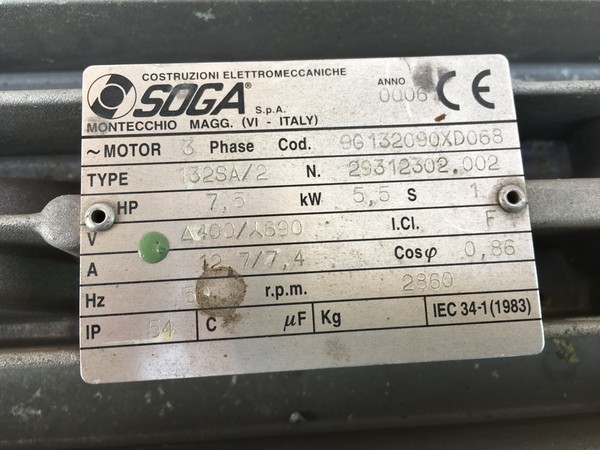 COSTRUZIONI ELETTROMECCANICHE
SOGA S.p.A.
ANNO
CE
MONTECCHIO MAGG. (VI - ITALY)
~ MOTOR 3 Phase Cod. 9G132090XD068
TYPE 132SA/2 N. 29312302.002
HP 7,5 kW 5,5 S 1
V Δ400/⅄690 I.Cl. F
A 12,7/7,4 Cosφ 0,86
Hz r.p.m. 2860
IP 54 C μF Kg IEC 34-1 (1983)